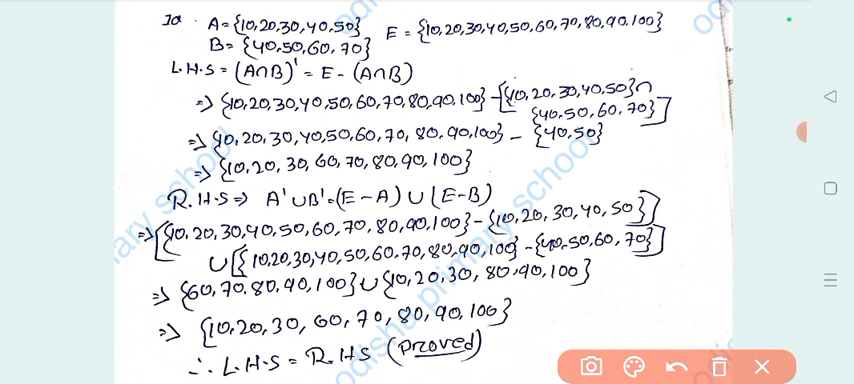 10. A = {10,20,30,40,50} E = {10,20,30,40,50,60,70,80,90,100}
B = {40,50,60,70}
L.H.S = (A∩B)' = E - (A∩B)
=> {10,20,30,40,50,60,70,80,90,100} - [{10,20,30,40,50} ∩
{40,50,60,70}]
=> {10,20,30,40,50,60,70,80,90,100} - {40,50}
=> {10,20,30,60,70,80,90,100}
R.H.S => A'∪B' = (E-A) ∪ (E-B)
=> [{10,20,30,40,50,60,70,80,90,100} - {10,20,30,40,50}]
∪ [{10,20,30,40,50,60,70,80,90,100} - {40,50,60,70}]
=> {60,70,80,90,100} ∪ {10,20,30,80,90,100}
=> {10,20,30,60,70,80,90,100}
∴ L.H.S = R.H.S (Proved)
odisha primary school